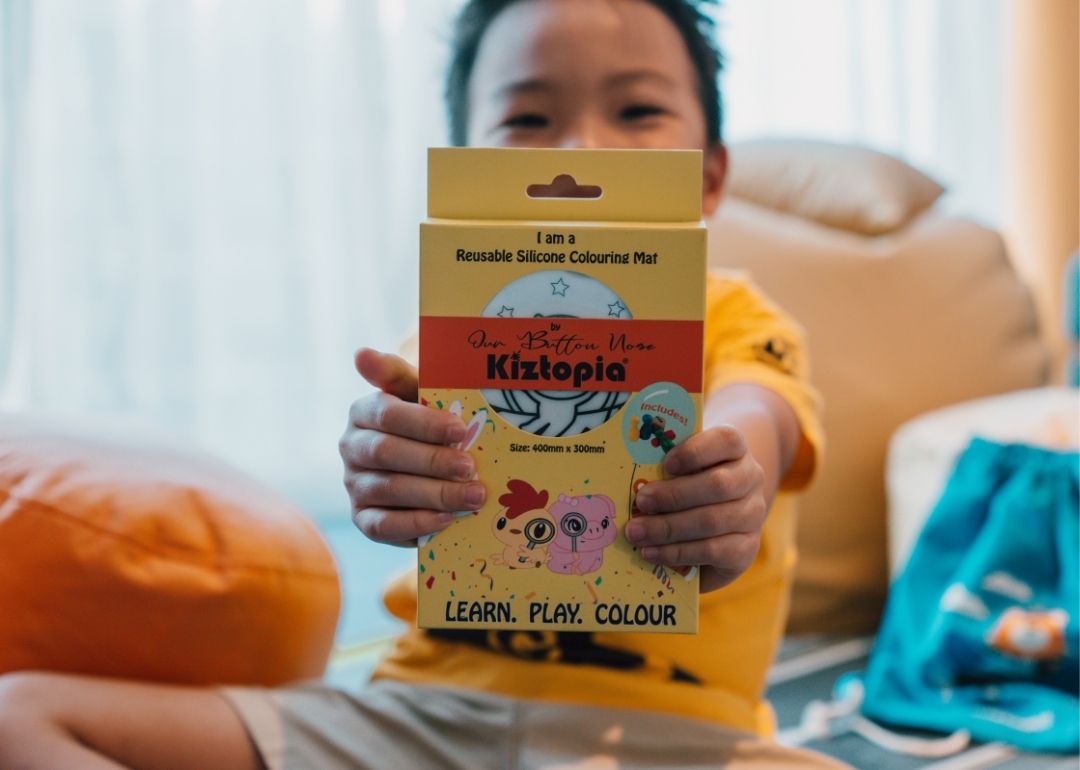 I am a
Reusable Silicone Colouring Mat
by
Our Button Nose
Kiztopia®
includes!
Size: 400mm x 300mm
LEARN. PLAY. COLOUR